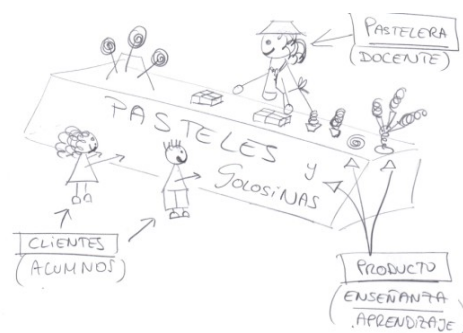 PASTELERA
(DOCENTE)
PASTELES y
GOLOSINAS
CLIENTES
(ALUMNOS)
PRODUCTO
(ENSEÑANZA
APRENDIZAJE